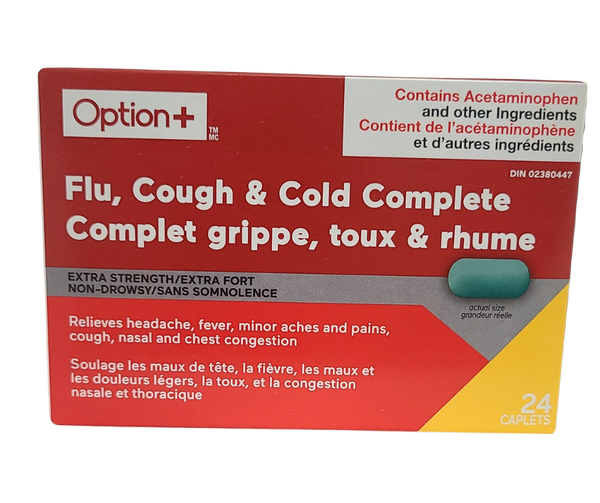 Option+
TM
MC
Contains Acetaminophen
and other Ingredients
Contient de l'acétaminophène
et d'autres ingrédients
DIN 02380447
Flu, Cough & Cold Complete
Complet grippe, toux & rhume
EXTRA STRENGTH/EXTRA FORT
NON-DROWSY/SANS SOMNOLENCE
actual size
grandeur réelle
Relieves headache, fever, minor aches and pains,
cough, nasal and chest congestion
Soulage les maux de tête, la fièvre, les maux et
les douleurs légers, la toux, et la congestion
nasale et thoracique
24
CAPLETS